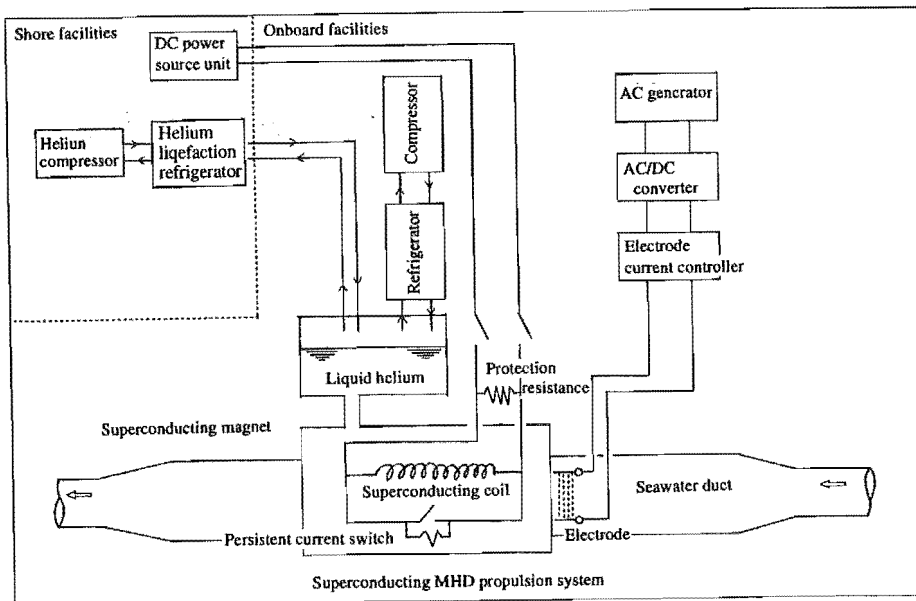 Shore facilities
Onboard facilities
DC power
source unit
Heliun
compressor
Helium
liqefaction
refrigerator
Compressor
Refrigerator
AC genrator
AC/DC
converter
Electrode
current controller
Liquid helium
Protection
resistance
Superconducting magnet
Superconducting coil
Seawater duct
Persistent current switch
Electrode
Superconducting MHD propulsion system